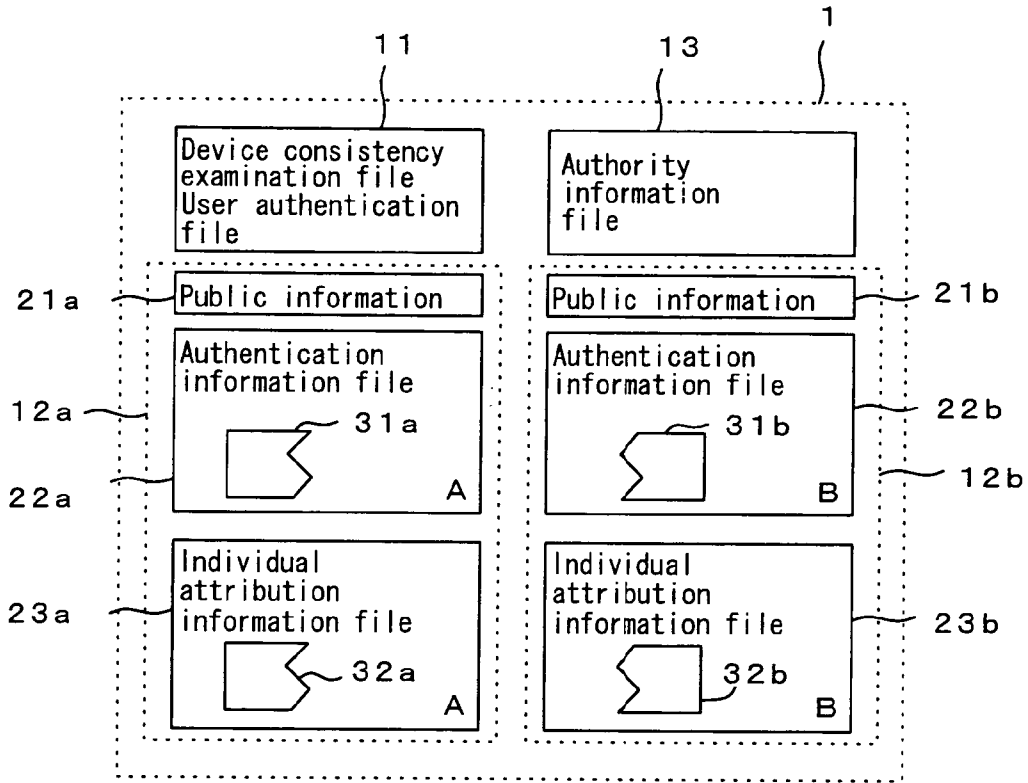 1
11
13
Device consistency
examination file
User authentication
file
Authority
information
file
21a
Public information
Public information
21b
Authentication
information file
Authentication
information file
12a
31a
31b
22b
22a
A
B
12b
Individual
attribution
information file
Individual
attribution
information file
23a
23b
32a
32b
A
B